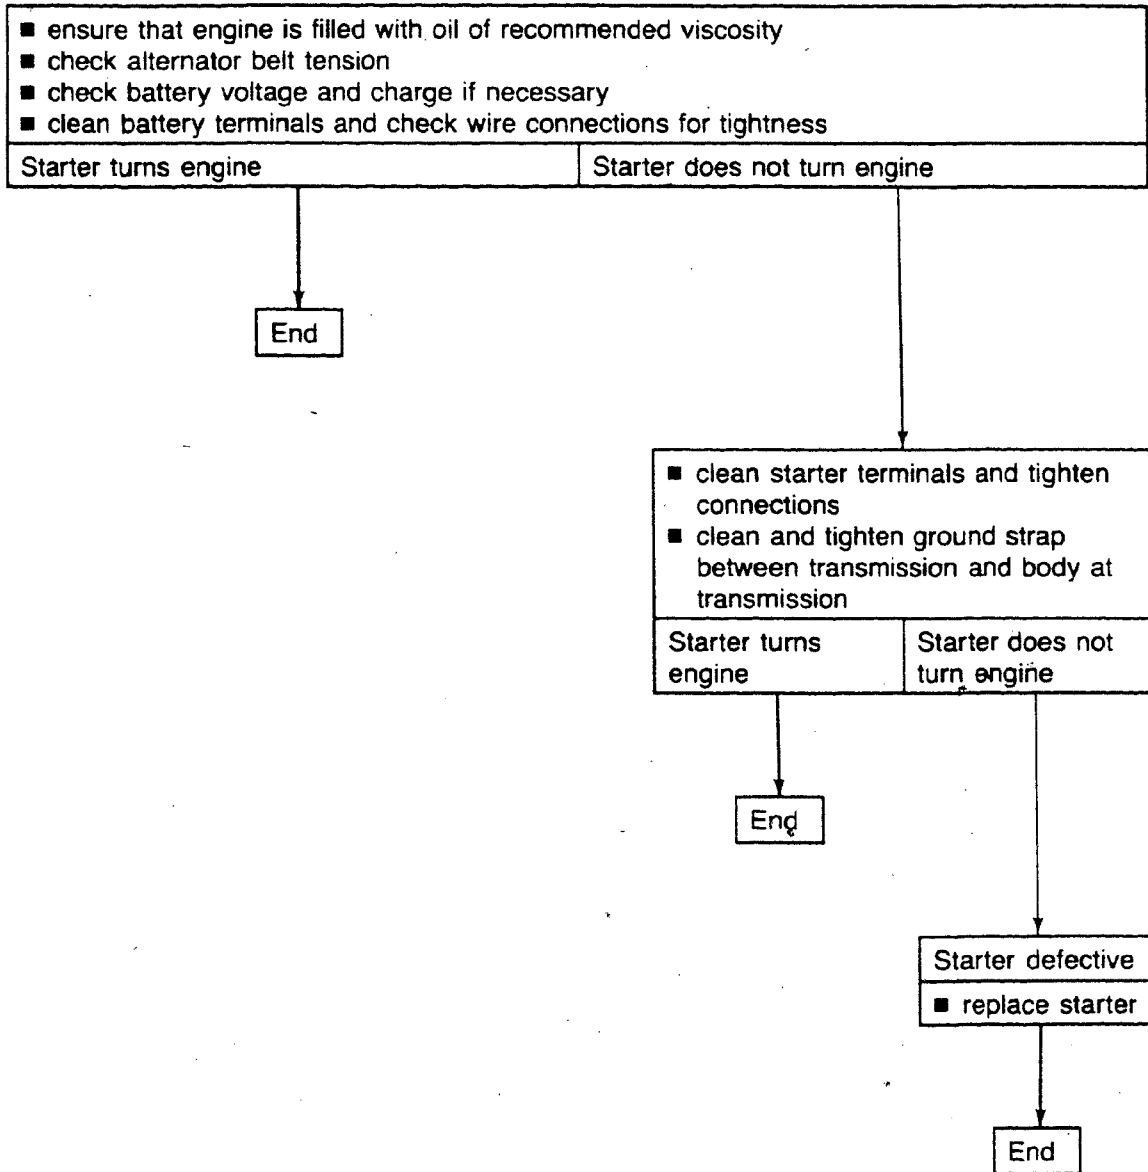 ■ ensure that engine is filled with oil of recommended viscosity
■ check alternator belt tension
■ check battery voltage and charge if necessary
■ clean battery terminals and check wire connections for tightness
Starter turns engine
Starter does not turn engine
End
■ clean starter terminals and tighten
connections
■ clean and tighten ground strap
between transmission and body at
transmission
Starter turns
engine
Starter does not
turn engine
End
Starter defective
■ replace starter
End